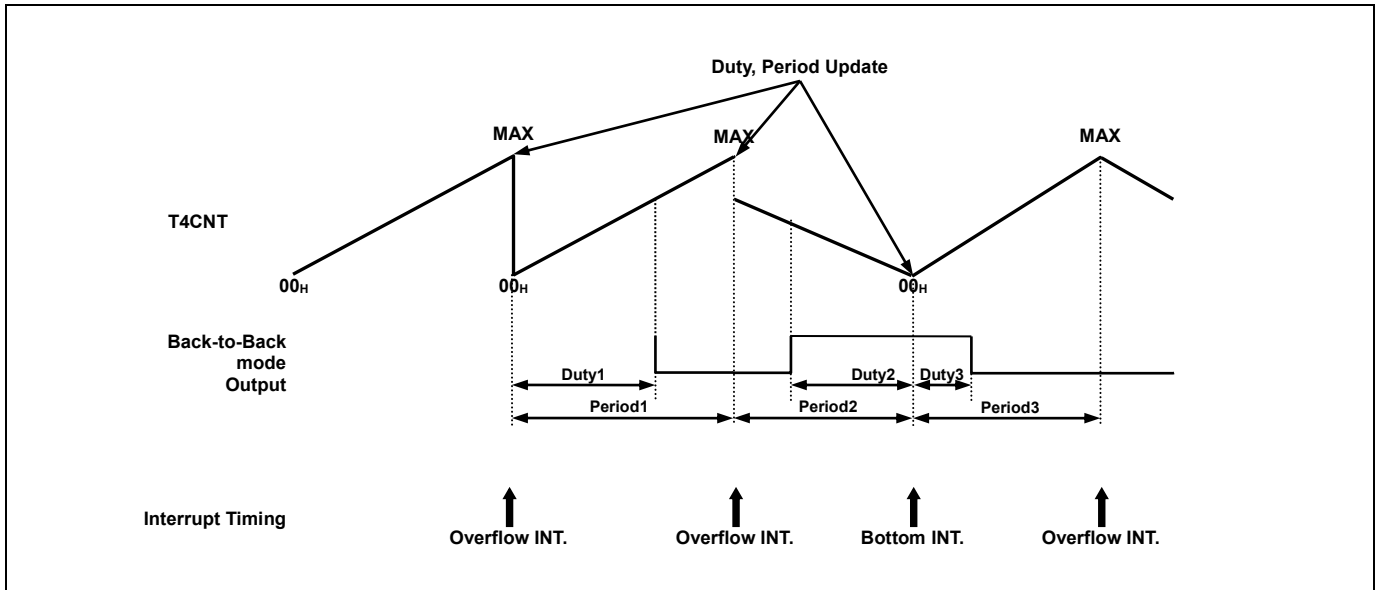 Duty, Period Update
MAX
MAX
MAX
T4CNT
00H
00H
00H
Back-to-Back
mode
Output
Duty1
Duty2
Duty3
Period1
Period2
Period3
Interrupt Timing
Overflow INT.
Overflow INT.
Bottom INT.
Overflow INT.